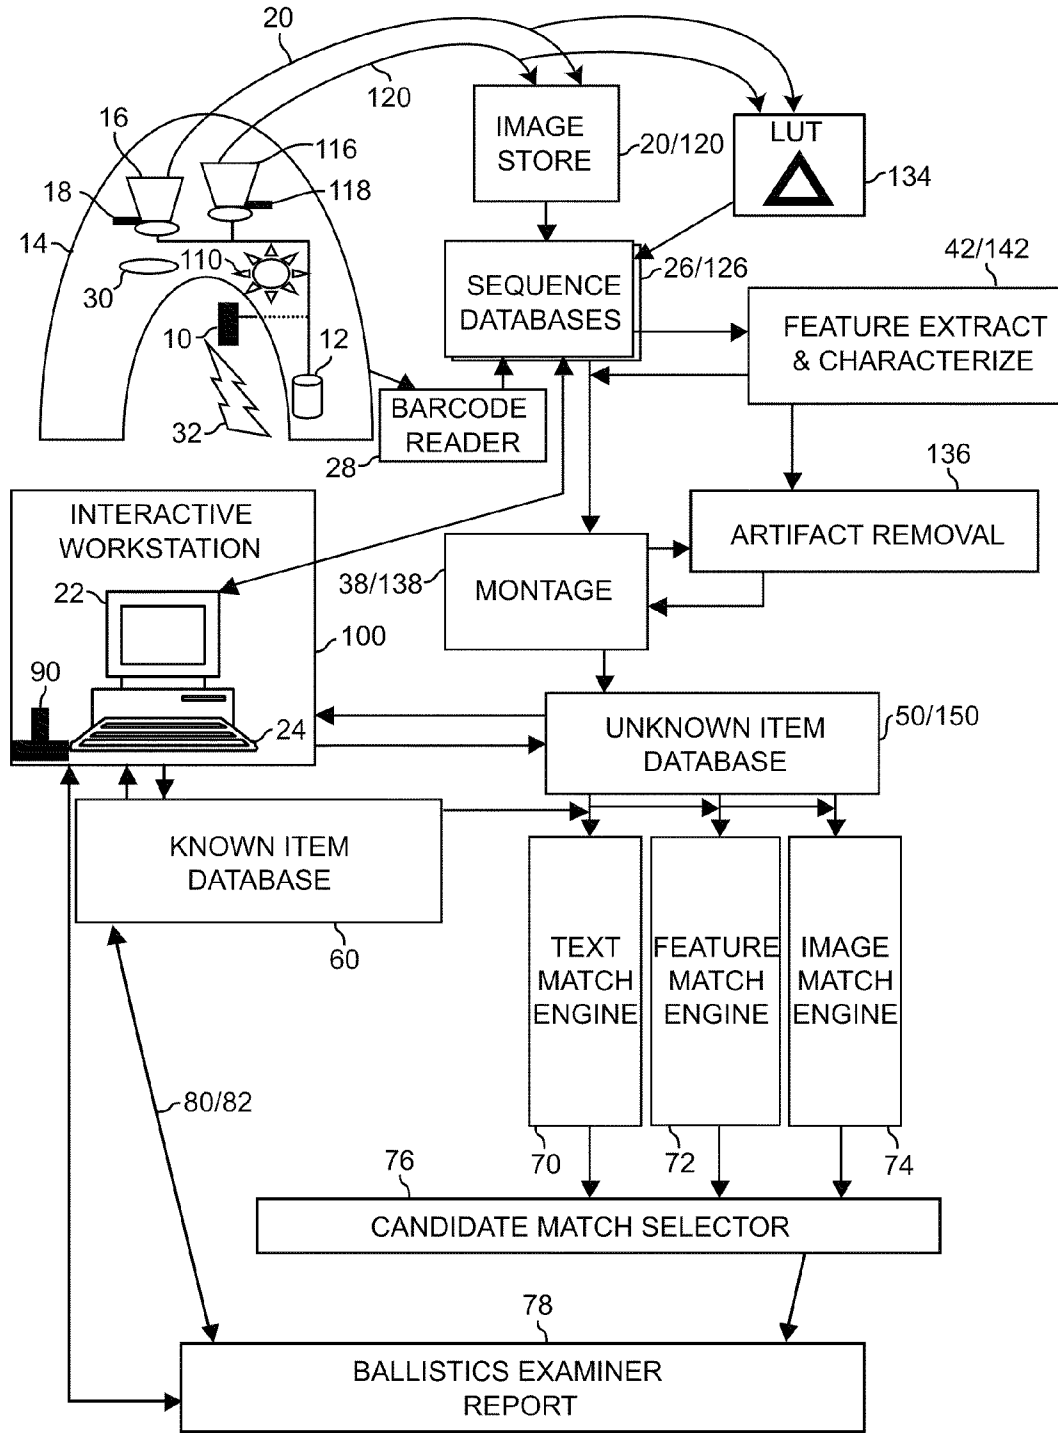 20
120
IMAGE
STORE
20/120
LUT
134
16
116
18
118
14
110
30
10
12
32
26/126
SEQUENCE
DATABASES
42/142
FEATURE EXTRACT
& CHARACTERIZE
BARCODE
READER
28
136
ARTIFACT REMOVAL
INTERACTIVE
WORKSTATION
22
100
90
24
38/138
MONTAGE
50/150
UNKNOWN ITEM
DATABASE
KNOWN ITEM
DATABASE
60
TEXT
MATCH
ENGINE
FEATURE
MATCH
ENGINE
IMAGE
MATCH
ENGINE
80/82
70
72
74
76
CANDIDATE MATCH SELECTOR
78
BALLISTICS EXAMINER
REPORT